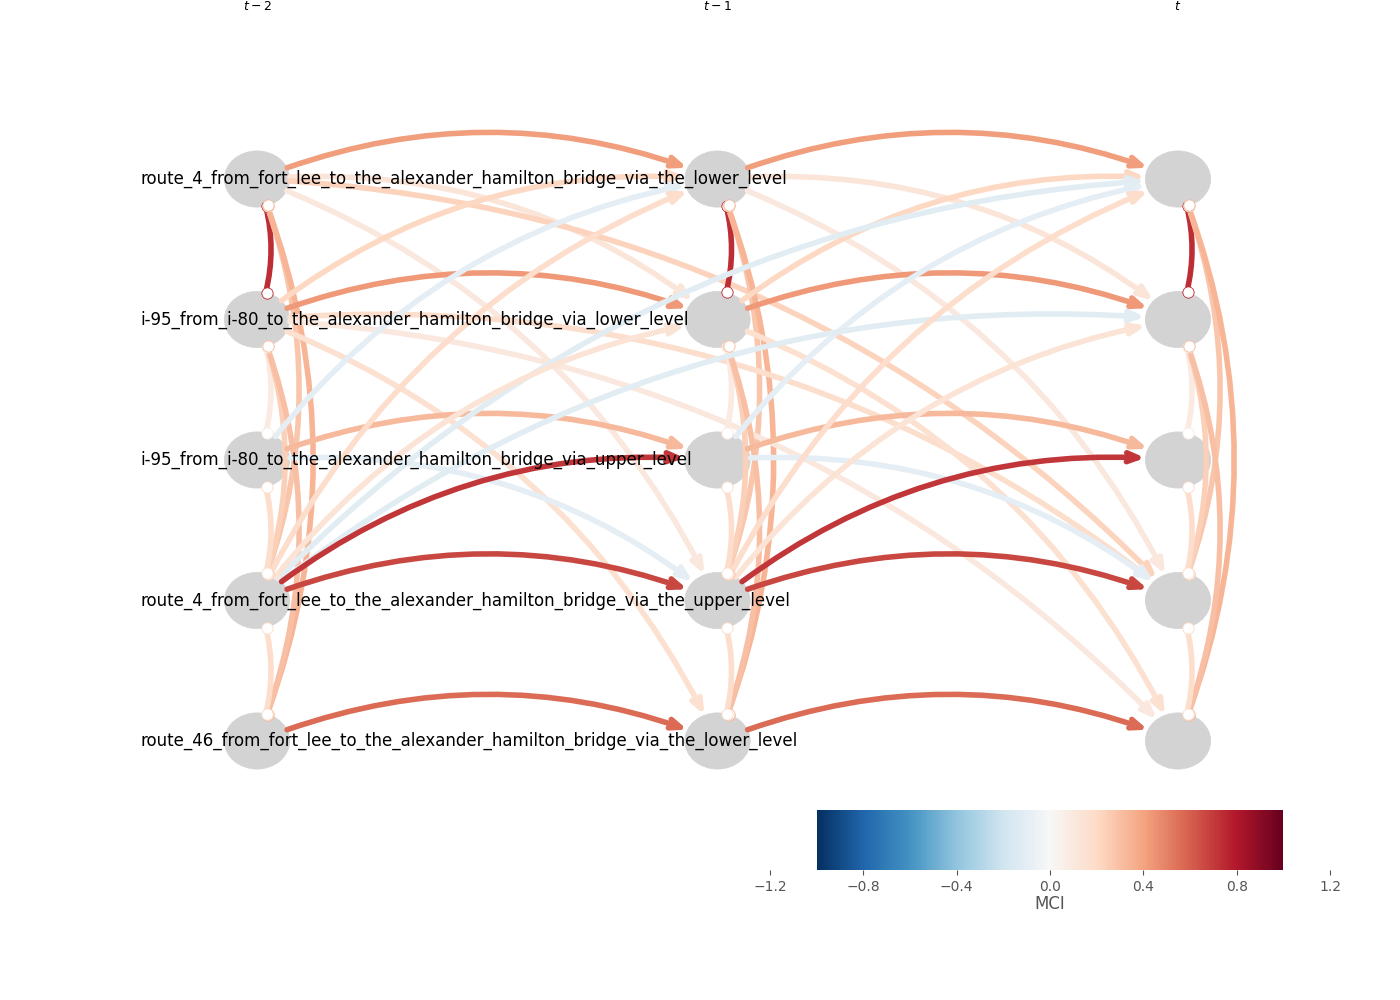 t − 2 t − 1 t
route_4_from_fort_lee_to_the_alexander_hamilton_bridge_via_the_lower_level
i-95_from_i-80_to_the_alexander_hamilton_bridge_via_lower_level
i-95_from_i-80_to_the_alexander_hamilton_bridge_via_upper_level
route_4_from_fort_lee_to_the_alexander_hamilton_bridge_via_the_upper_level
route_46_from_fort_lee_to_the_alexander_hamilton_bridge_via_the_lower_level
−1.2 −0.8 −0.4 0.0 0.4 0.8 1.2
MCI